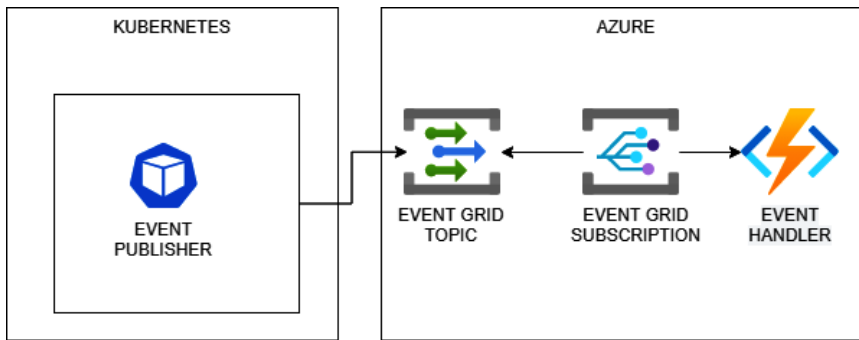 KUBERNETES
AZURE
EVENT
PUBLISHER
EVENT GRID
TOPIC
EVENT GRID
SUBSCRIPTION
EVENT
HANDLER